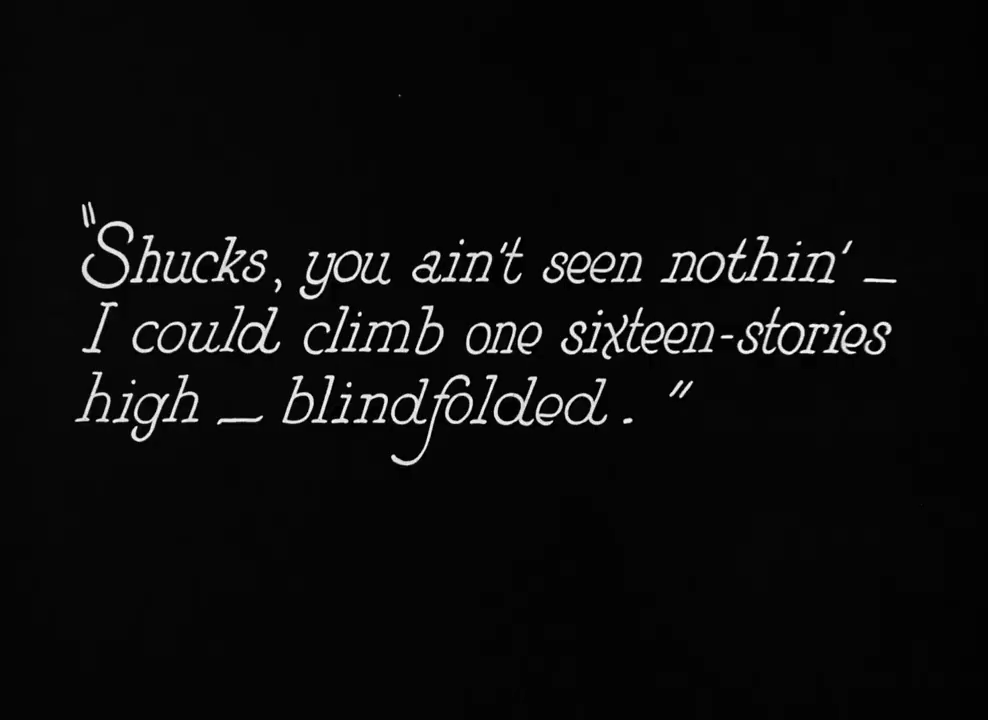 "Shucks, you ain't seen nothin' —
I could climb one sixteen-stories
high — blindfolded."